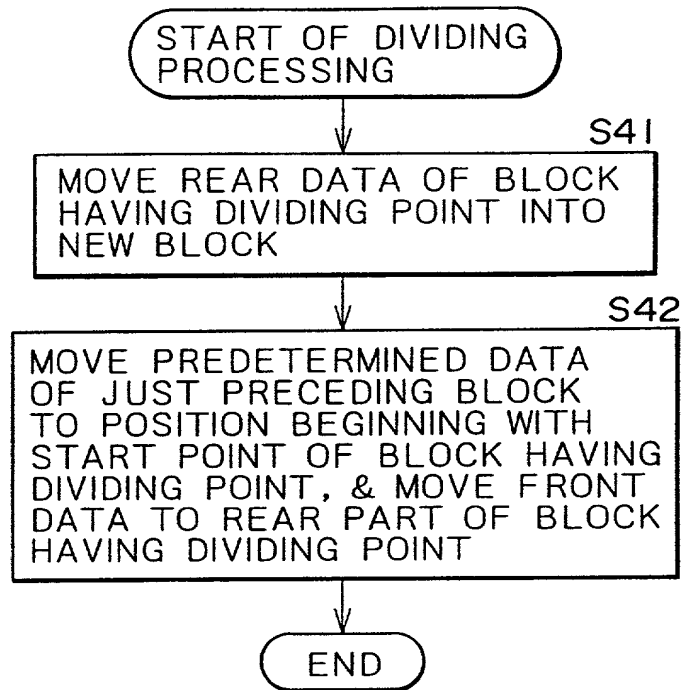 START OF DIVIDING
PROCESSING
S41
MOVE REAR DATA OF BLOCK
HAVING DIVIDING POINT INTO
NEW BLOCK
S42
MOVE PREDETERMINED DATA
OF JUST PRECEDING BLOCK
TO POSITION BEGINNING WITH
START POINT OF BLOCK HAVING
DIVIDING POINT, & MOVE FRONT
DATA TO REAR PART OF BLOCK
HAVING DIVIDING POINT
END